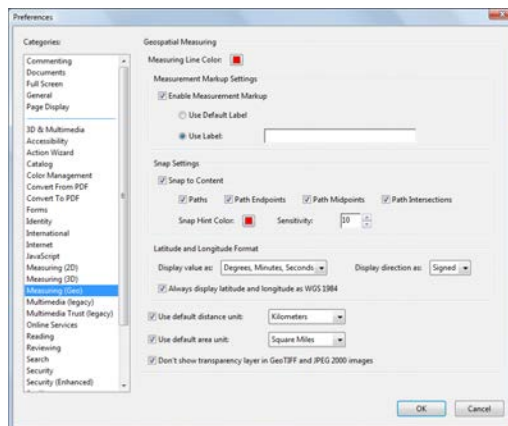 Preferences
Categories:
Commenting
Documents
Full Screen
General
Page Display
3D & Multimedia
Accessibility
Action Wizard
Catalog
Color Management
Convert From PDF
Convert To PDF
Forms
Identity
International
Internet
JavaScript
Measuring (2D)
Measuring (3D)
Measuring (Geo)
Multimedia (legacy)
Multimedia Trust (legacy)
Online Services
Reading
Reviewing
Search
Security
Security (Enhanced)
Geospatial Measuring
Measuring Line Color:
Measurement Markup Settings
Enable Measurement Markup
Use Default Label
Use Label:
Snap Settings
Snap to Content
Paths Path Endpoints Path Midpoints Path Intersections
Snap Hint Color: Sensitivity: 10
Latitude and Longitude Format
Display value as: Degrees, Minutes, Seconds Display direction as: Signed
Always display latitude and longitude as WGS 1984
Use default distance unit: Kilometers
Use default area unit: Square Miles
Don't show transparency layer in GeoTIFF and JPEG 2000 images
OK Cancel